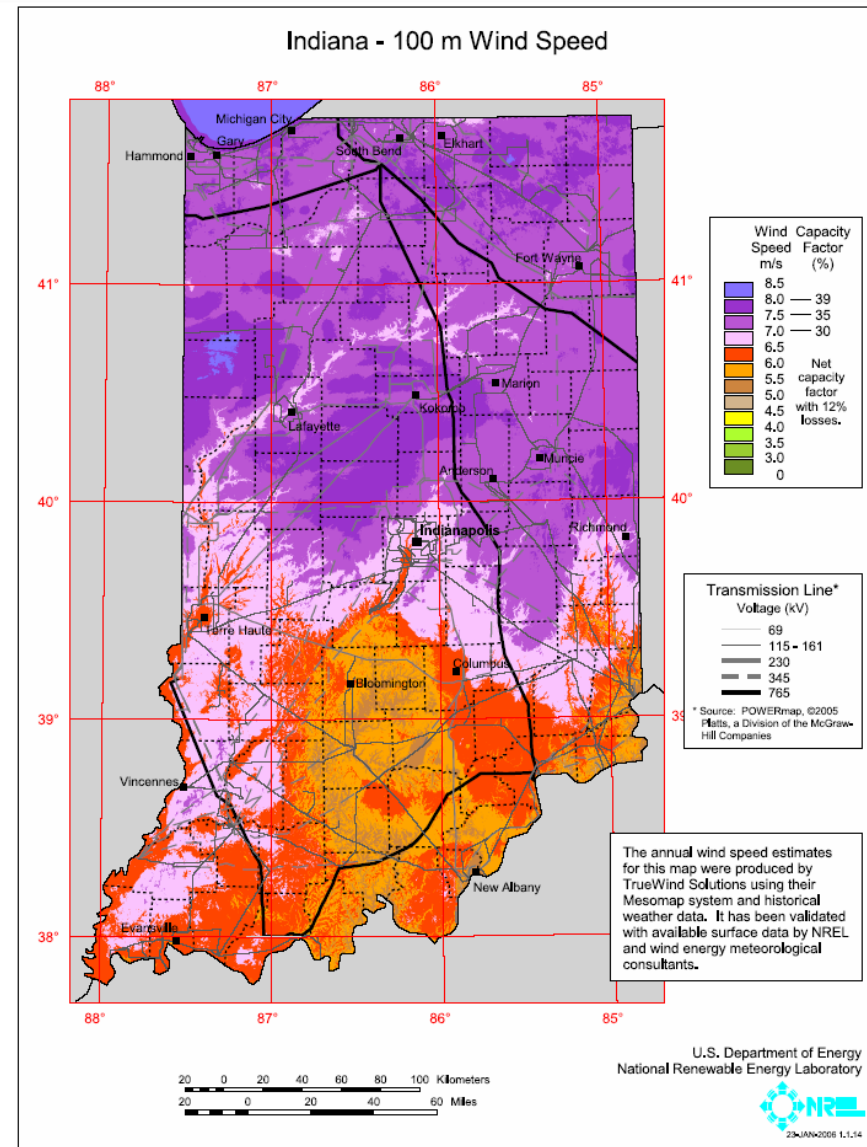 Indiana - 100 m Wind Speed
88° 87° 86° 85°
Michigan City
Gary
Hammond
South Bend
Elkhart
Fort Wayne
41° 41°
Marion
Kokomo
Lafayette
Muncie
Anderson
40° 40°
Richmond
Indianapolis
Terre Haute
Columbus
Bloomington
39° 39
Vincennes
New Albany
Evansville
38°
88° 87° 86° 85°
Wind Capacity
Speed Factor
m/s (%)
8.5
8.0 39
7.5 35
7.0 30
6.5
6.0
5.5
5.0
4.5
4.0
3.5
3.0
0
Net
capacity
factor
with 12%
losses.
Transmission Line*
Voltage (kV)
69
115 - 161
230
345
765
* Source: POWERmap, ©2005
Platts, a Division of the McGraw-
Hill Companies
The annual wind speed estimates
for this map were produced by
TrueWind Solutions using their
Mesomap system and historical
weather data. It has been validated
with available surface data by NREL
and wind energy meteorological
consultants.
20 0 20 40 60 80 100 Kilometers
20 0 20 40 60 Miles
U.S. Department of Energy
National Renewable Energy Laboratory
NREL
23-JAN-2006 1.1.14